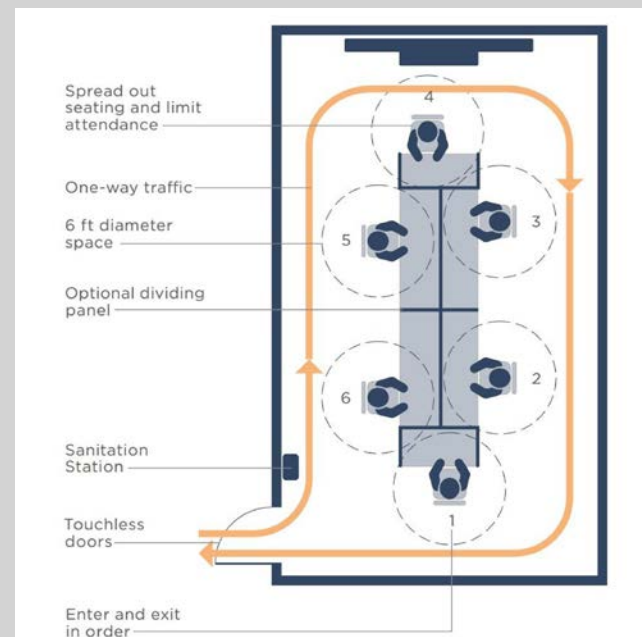 Spread out
seating and limit
attendance
4
One-way traffic
6 ft diameter
space
5
3
Optional dividing
panel
2
6
Sanitation
Station
1
Touchless
doors
Enter and exit
in order